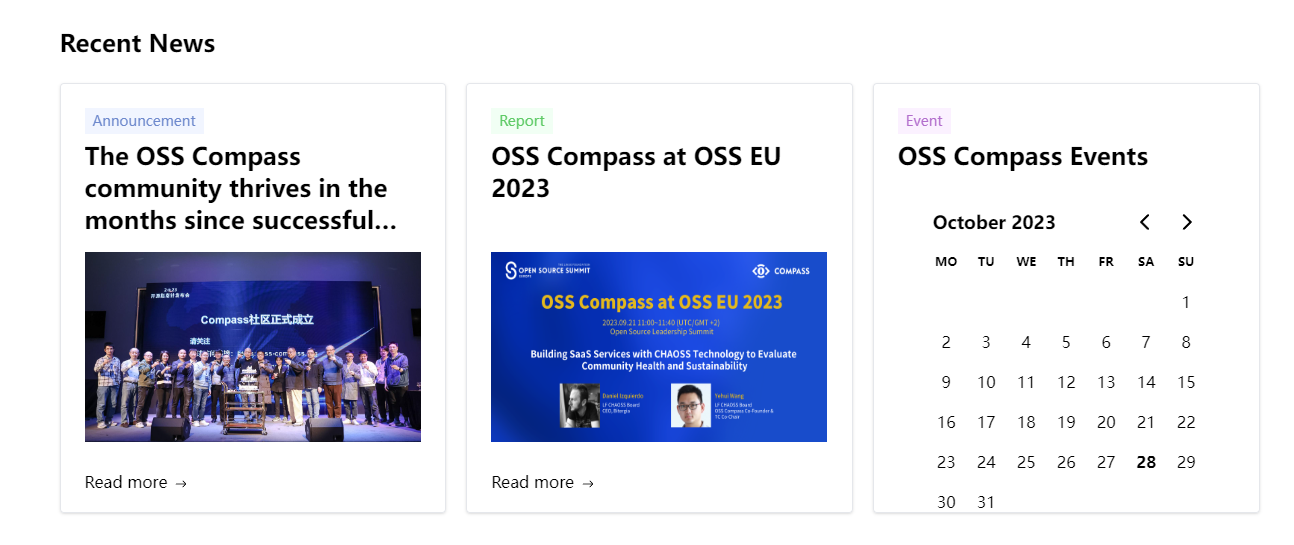 Recent News
Announcement
The OSS Compass
community thrives in the
months since successful...
Compass社区正式成立
请关注
Read more →
Report
OSS Compass at OSS EU
2023
OPEN SOURCE SUMMIT
COMPASS
OSS Compass at OSS EU 2023
2023.09.21 11:00~11:40 (UTC/GMT +2)
Open Source Leadership Summit
Building SaaS Services with CHAOSS Technology to Evaluate
Community Health and Sustainability
Daniel Izquierdo
LF CHAOSS Board
CEO, Bitergia
Yehui Wang
LF CHAOSS Board
OSS Compass Co-Founder &
TC Co-Chair
Read more →
Event
OSS Compass Events
October 2023
MO TU WE TH FR SA SU
1
2 3 4 5 6 7 8
9 10 11 12 13 14 15
16 17 18 19 20 21 22
23 24 25 26 27 28 29
30 31